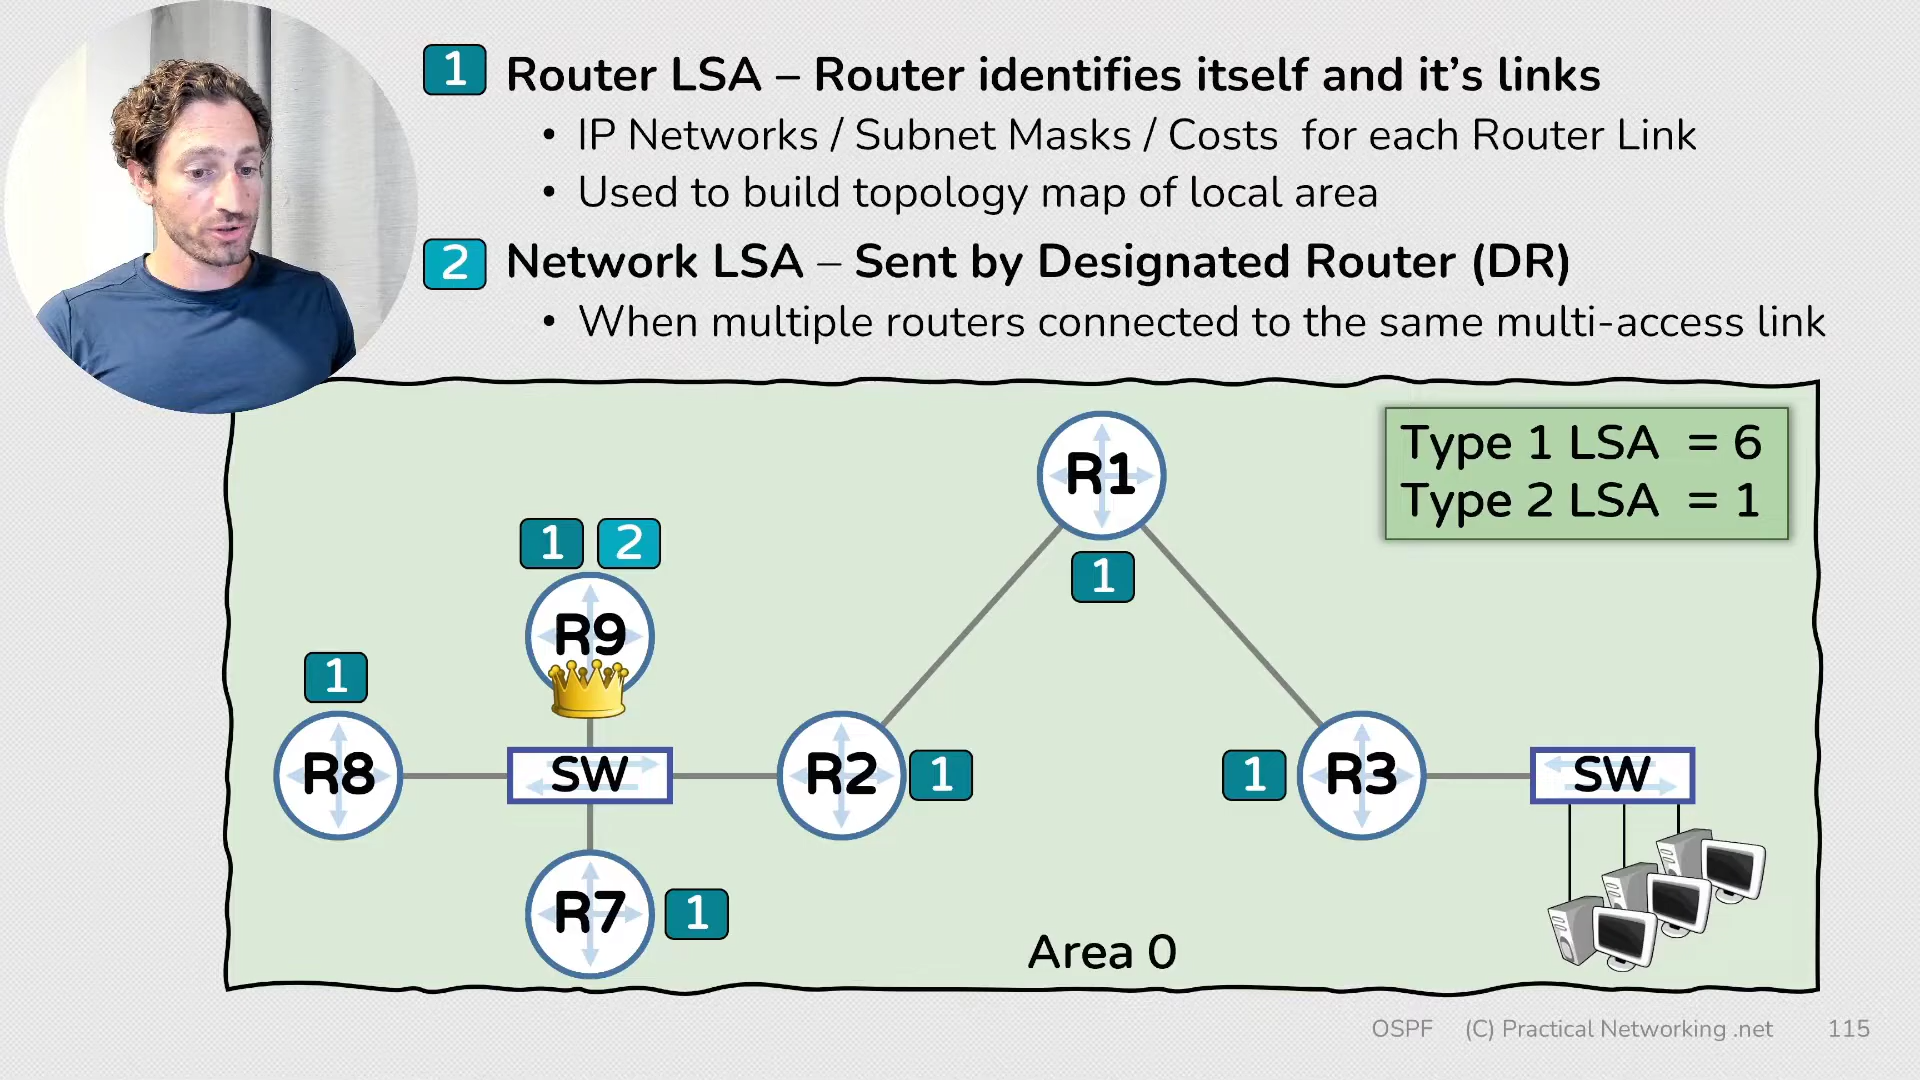 1 Router LSA – Router identifies itself and it's links
• IP Networks / Subnet Masks / Costs for each Router Link
• Used to build topology map of local area
2 Network LSA – Sent by Designated Router (DR)
• When multiple routers connected to the same multi-access link
Type 1 LSA = 6
Type 2 LSA = 1
R1
1
1 2
R9
1
R8
SW
R2
1
1
R3
SW
R7
1
Area 0
OSPF (C) Practical Networking .net 115